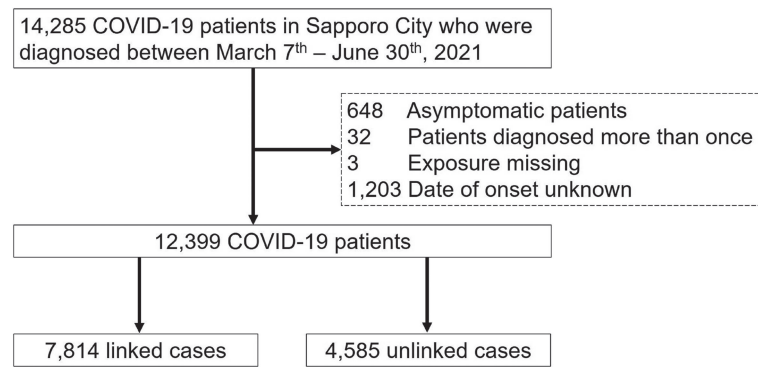 14,285 COVID-19 patients in Sapporo City who were
diagnosed between March 7th – June 30th, 2021
648 Asymptomatic patients
32 Patients diagnosed more than once
3 Exposure missing
1,203 Date of onset unknown
12,399 COVID-19 patients
7,814 linked cases
4,585 unlinked cases